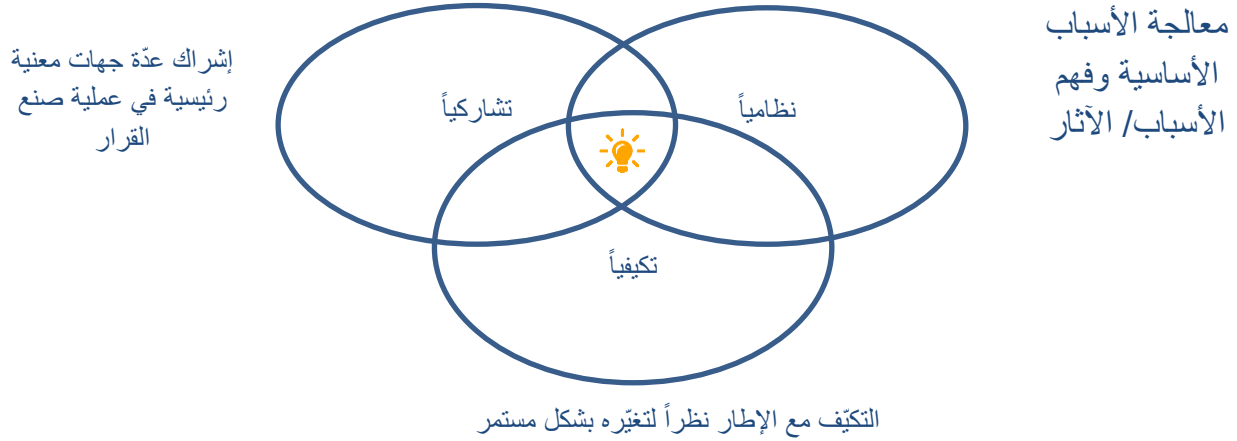 معالجة الأسباب
الأساسية وفهم
الأسباب/ الآثار
نظامياً
تشاركياً
إشراك عدّة جهات معنية
رئيسية في عملية صنع
القرار
تكيفياً
التكيّف مع الإطار نظراً لتغيّره بشكل مستمر